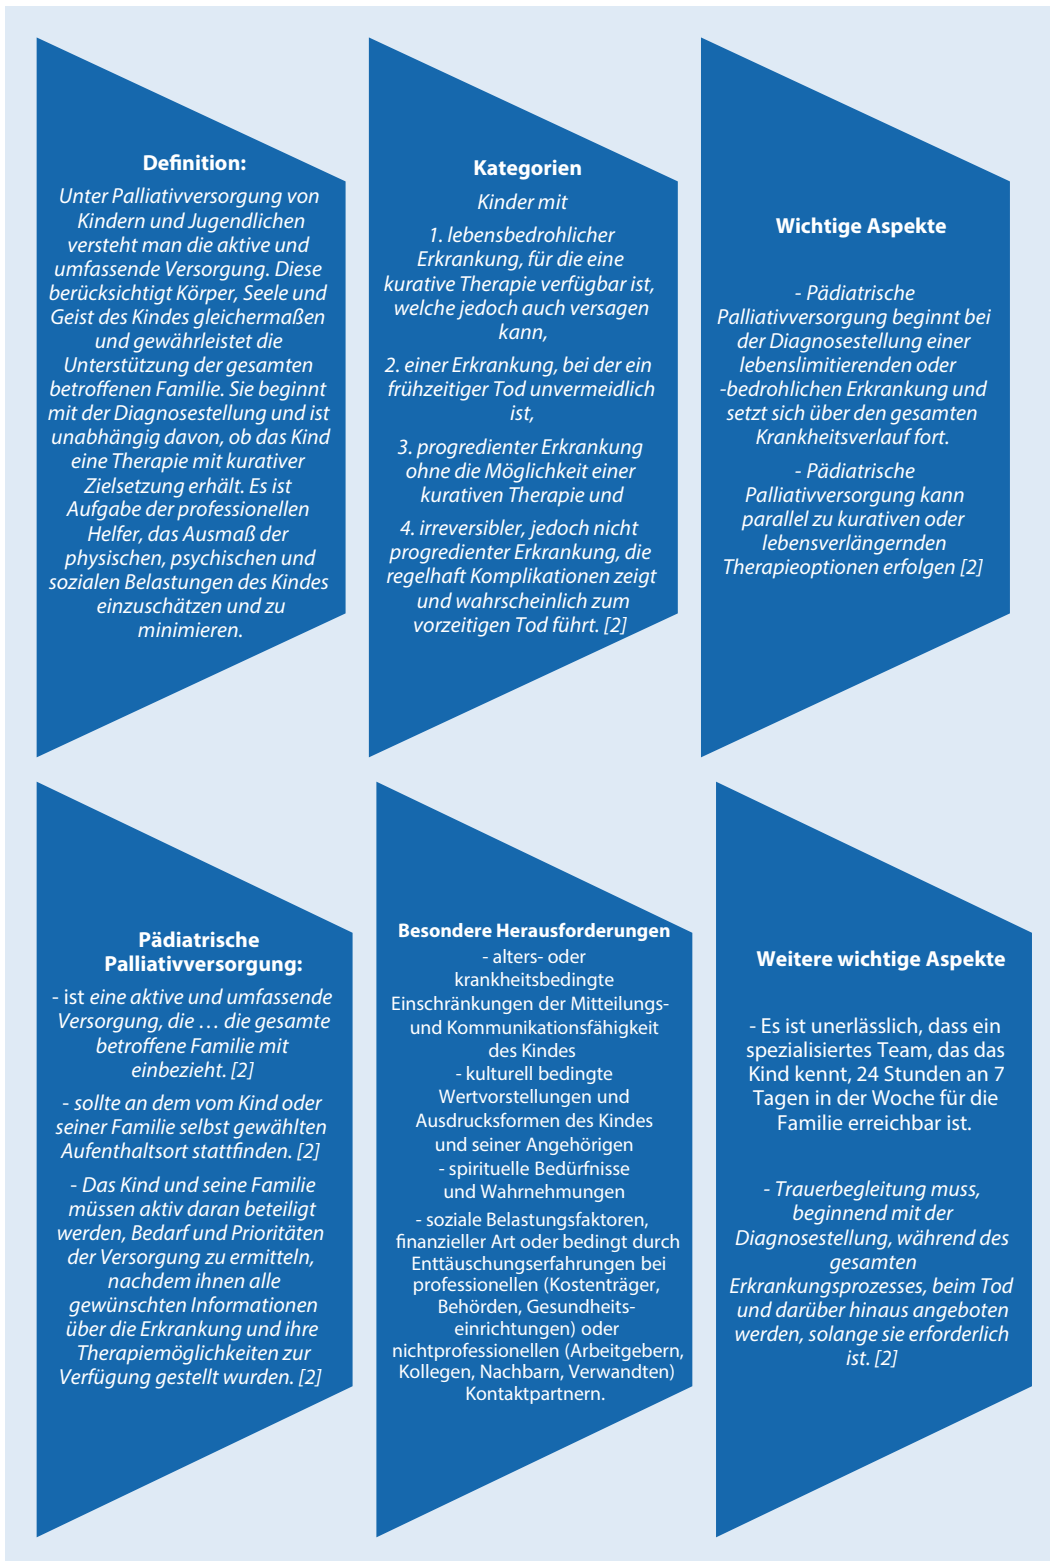 Definition:
Unter Palliativversorgung von
Kindern und Jugendlichen
versteht man die aktive und
umfassende Versorgung. Diese
berücksichtigt Körper, Seele und
Geist des Kindes gleichermaßen
und gewährleistet die
Unterstützung der gesamten
betroffenen Familie. Sie beginnt
mit der Diagnosestellung und ist
unabhängig davon, ob das Kind
eine Therapie mit kurativer
Zielsetzung erhält. Es ist
Aufgabe der professionellen
Helfer, das Ausmaß der
physischen, psychischen und
sozialen Belastungen des Kindes
einzuschätzen und zu
minimieren.
Kategorien
Kinder mit
1. lebensbedrohlicher
Erkrankung, für die eine
kurative Therapie verfügbar ist,
welche jedoch auch versagen
kann,
2. einer Erkrankung, bei der ein
frühzeitiger Tod unvermeidlich
ist,
3. progredienter Erkrankung
ohne die Möglichkeit einer
kurativen Therapie und
4. irreversibler, jedoch nicht
progredienter Erkrankung, die
regelhaft Komplikationen zeigt
und wahrscheinlich zum
vorzeitigen Tod führt. [2]
Wichtige Aspekte
- Pädiatrische
Palliativversorgung beginnt bei
der Diagnosestellung einer
lebenslimitierenden oder
-bedrohlichen Erkrankung und
setzt sich über den gesamten
Krankheitsverlauf fort.
- Pädiatrische
Palliativversorgung kann
parallel zu kurativen oder
lebensverlängernden
Therapieoptionen erfolgen [2]
Pädiatrische
Palliativversorgung:
- ist eine aktive und umfassende
Versorgung, die … die gesamte
betroffene Familie mit
einbezieht. [2]
- sollte an dem vom Kind oder
seiner Familie selbst gewählten
Aufenthaltsort stattfinden. [2]
- Das Kind und seine Familie
müssen aktiv daran beteiligt
werden, Bedarf und Prioritäten
der Versorgung zu ermitteln,
nachdem ihnen alle
gewünschten Informationen
über die Erkrankung und ihre
Therapiemöglichkeiten zur
Verfügung gestellt wurden. [2]
Besondere Herausforderungen
- alters- oder
krankheitsbedingte
Einschränkungen der Mitteilungs-
und Kommunikationsfähigkeit
des Kindes
- kulturell bedingte
Wertvorstellungen und
Ausdrucksformen des Kindes
und seiner Angehörigen
- spirituelle Bedürfnisse
und Wahrnehmungen
- soziale Belastungsfaktoren,
finanzieller Art oder bedingt durch
Enttäuschungserfahrungen bei
professionellen (Kostenträger,
Behörden, Gesundheits-
einrichtungen) oder
nichtprofessionellen (Arbeitgebern,
Kollegen, Nachbarn, Verwandten)
Kontaktpartnern.
Weitere wichtige Aspekte
- Es ist unerlässlich, dass ein
spezialisiertes Team, das das
Kind kennt, 24 Stunden an 7
Tagen in der Woche für die
Familie erreichbar ist.
- Trauerbegleitung muss,
beginnend mit der
Diagnosestellung, während des
gesamten
Erkrankungsprozesses, beim Tod
und darüber hinaus angeboten
werden, solange sie erforderlich
ist. [2]